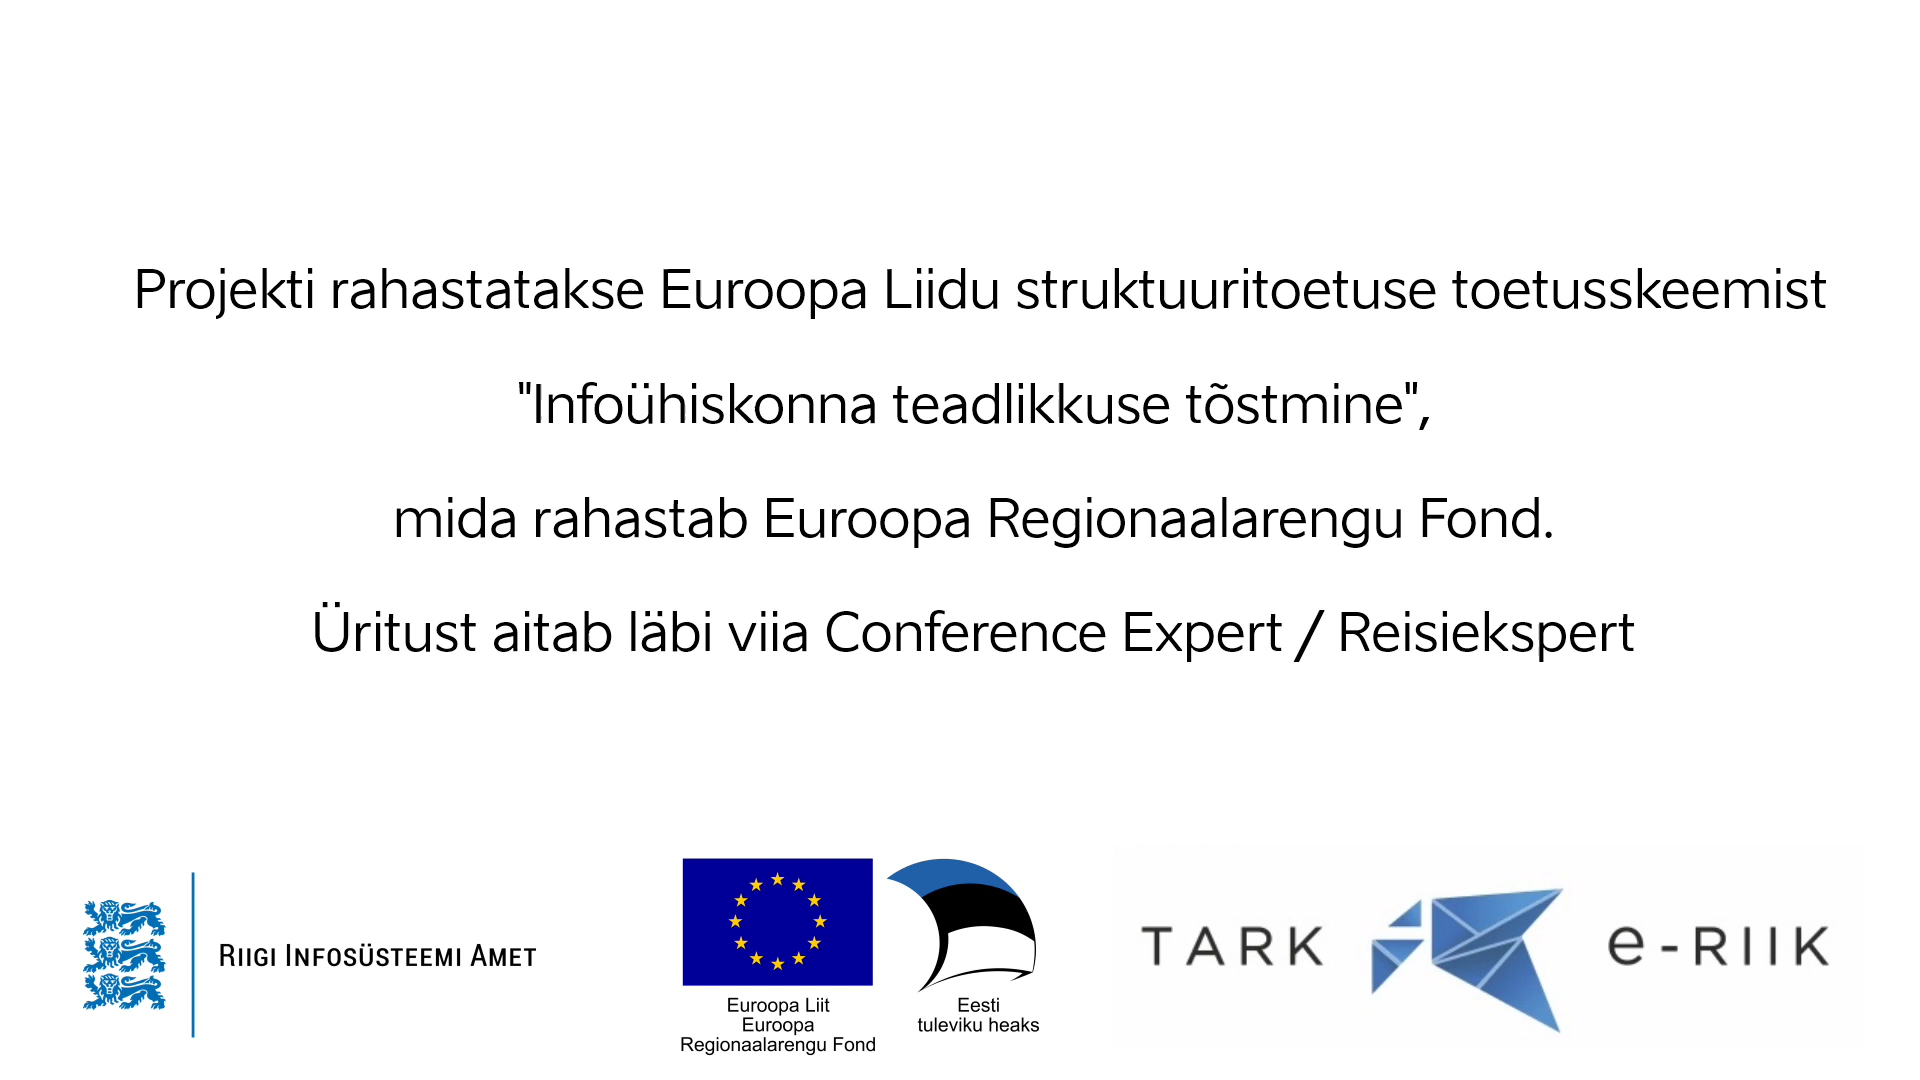 Projekti rahastatakse Euroopa Liidu struktuuritoetuse toetusskeemist
"Infoühiskonna teadlikkuse tõstmine",
mida rahastab Euroopa Regionaalarengu Fond.
Üritust aitab läbi viia Conference Expert / Reisiekspert
RIIGI INFOSÜSTEEMI AMET
Euroopa Liit
Euroopa
Regionaalarengu Fond
Eesti
tuleviku heaks
TARK e-RIIK